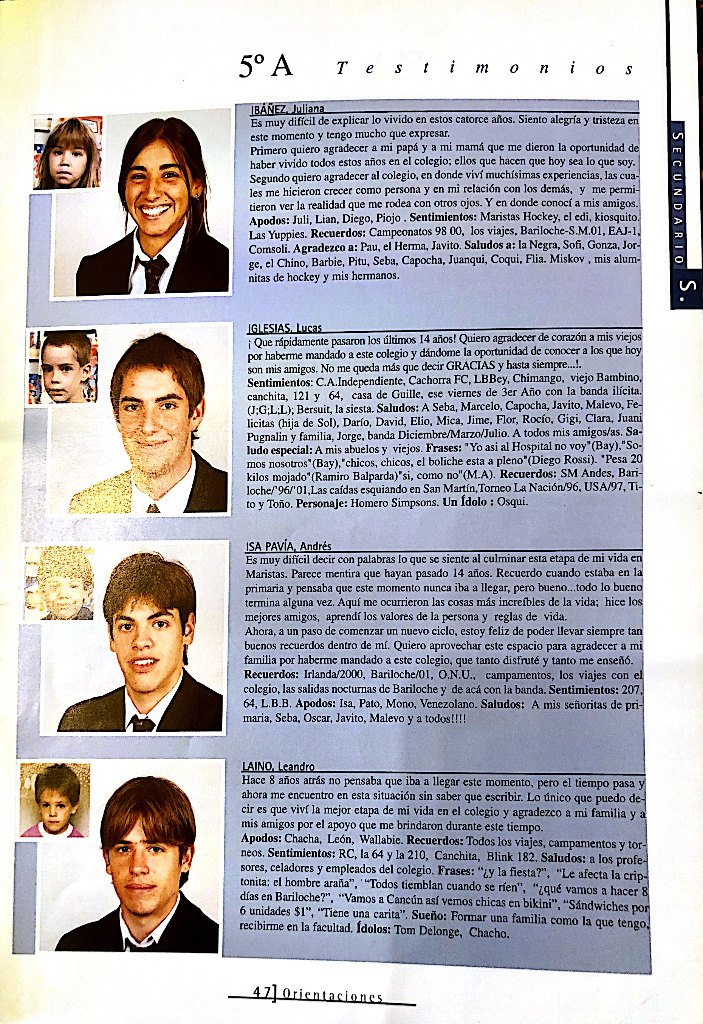 5º A Testimonios
SECUNDARIO S.
IBÁÑEZ, Juliana
Es muy difícil de explicar lo vivido en estos catorce años. Siento alegría y tristeza en
este momento y tengo mucho que expresar.
Primero quiero agradecer a mi papá y a mi mamá que me dieron la oportunidad de
haber vivido todos estos años en el colegio; ellos que hacen que hoy sea lo que soy.
Segundo quiero agradecer al colegio, en donde viví muchísimas experiencias, las cua-
les me hicieron crecer como persona y en mi relación con los demás, y me permi-
tieron ver la realidad que me rodea con otros ojos. Y en donde conocí a mis amigos.
Apodos: Juli, Lian, Diego, Piojo . Sentimientos: Maristas Hockey, el edi, kiosquito.
Las Yuppies. Recuerdos: Campeonatos 98 00, los viajes, Bariloche-S.M.01, EAJ-1,
Comsoli. Agradezco a: Pau, el Herma, Javito. Saludos a: la Negra, Sofi, Gonza, Jor-
ge, el Chino, Barbie, Pitu, Seba, Capocha, Juanqui, Coqui, Flia. Miskov , mis alum-
nitas de hockey y mis hermanos.
IGLESIAS, Lucas
¡ Que rápidamente pasaron los últimos 14 años! Quiero agradecer de corazón a mis viejos
por haberme mandado a este colegio y dándome la oportunidad de conocer a los que hoy
son mis amigos. No me queda más que decir GRACIAS y hasta siempre...!.
Sentimientos: C.A.Independiente, Cachorra FC, LBBey, Chimango, viejo Bambino,
canchita, 121 y 64, casa de Guille, ese viernes de 3er Año con la banda ilícita.
(J;G;L;L); Bersuit, la siesta. Saludos: A Seba, Marcelo, Capocha, Javito, Malevo, Fe-
licitas (hija de Sol), Darío, David, Elio, Mica, Jime, Flor, Rocío, Gigi, Clara, Juani
Pugnalin y familia, Jorge, banda Diciembre/Marzo/Julio. A todos mis amigos/as. Sa-
ludo especial: A mis abuelos y viejos. Frases: "Yo asi al Hospital no voy"(Bay),"So-
mos nosotros"(Bay),"chicos, chicos, el boliche esta a pleno"(Diego Rossi). "Pesa 20
kilos mojado"(Ramiro Balparda)"si, como no"(M.A). Recuerdos: SM Andes, Bari-
loche/'96/'01,Las caídas esquiando en San Martín,Torneo La Nación/96, USA/97, Ti-
to y Toño. Personaje: Homero Simpsons. Un Ídolo : Osqui.
ISA PAVÍA, Andrés
Es muy difícil decir con palabras lo que se siente al culminar esta etapa de mi vida en
Maristas. Parece mentira que hayan pasado 14 años. Recuerdo cuando estaba en la
primaria y pensaba que este momento nunca iba a llegar, pero bueno...todo lo bueno
termina alguna vez. Aquí me ocurrieron las cosas más increíbles de la vida; hice los
mejores amigos, aprendí los valores de la persona y reglas de vida.
Ahora, a un paso de comenzar un nuevo ciclo, estoy feliz de poder llevar siempre tan
buenos recuerdos dentro de mí. Quiero aprovechar este espacio para agradecer a mi
familia por haberme mandado a este colegio, que tanto disfruté y tanto me enseñó.
Recuerdos: Irlanda/2000, Bariloche/01, O.N.U., campamentos, los viajes con el
colegio, las salidas nocturnas de Bariloche y de acá con la banda. Sentimientos: 207,
64, L.B.B. Apodos: Isa, Pato, Mono, Venezolano. Saludos: A mis señoritas de pri-
maria, Seba, Oscar, Javito, Malevo y a todos!!!!
LAINO, Leandro
Hace 8 años atrás no pensaba que iba a llegar este momento, pero el tiempo pasa y
ahora me encuentro en esta situación sin saber que escribir. Lo único que puedo de-
cir es que viví la mejor etapa de mi vida en el colegio y agradezco a mi familia y a
mis amigos por el apoyo que me brindaron durante este tiempo.
Apodos: Chacha, León, Wallabie. Recuerdos: Todos los viajes, campamentos y tor-
neos. Sentimientos: RC, la 64 y la 210, Canchita, Blink 182. Saludos: a los profe-
sores, celadores y empleados del colegio. Frases: "¿y la fiesta?", "Le afecta la crip-
tonita: el hombre araña", "Todos tiemblan cuando se ríen", "¿qué vamos a hacer 8
días en Bariloche?", "Vamos a Cancún así vemos chicas en bikini", "Sándwiches por
6 unidades $1", "Tiene una carita". Sueño: Formar una familia como la que tengo,
recibirme en la facultad. Ídolos: Tom Delonge, Chacho.
47] Orientaciones